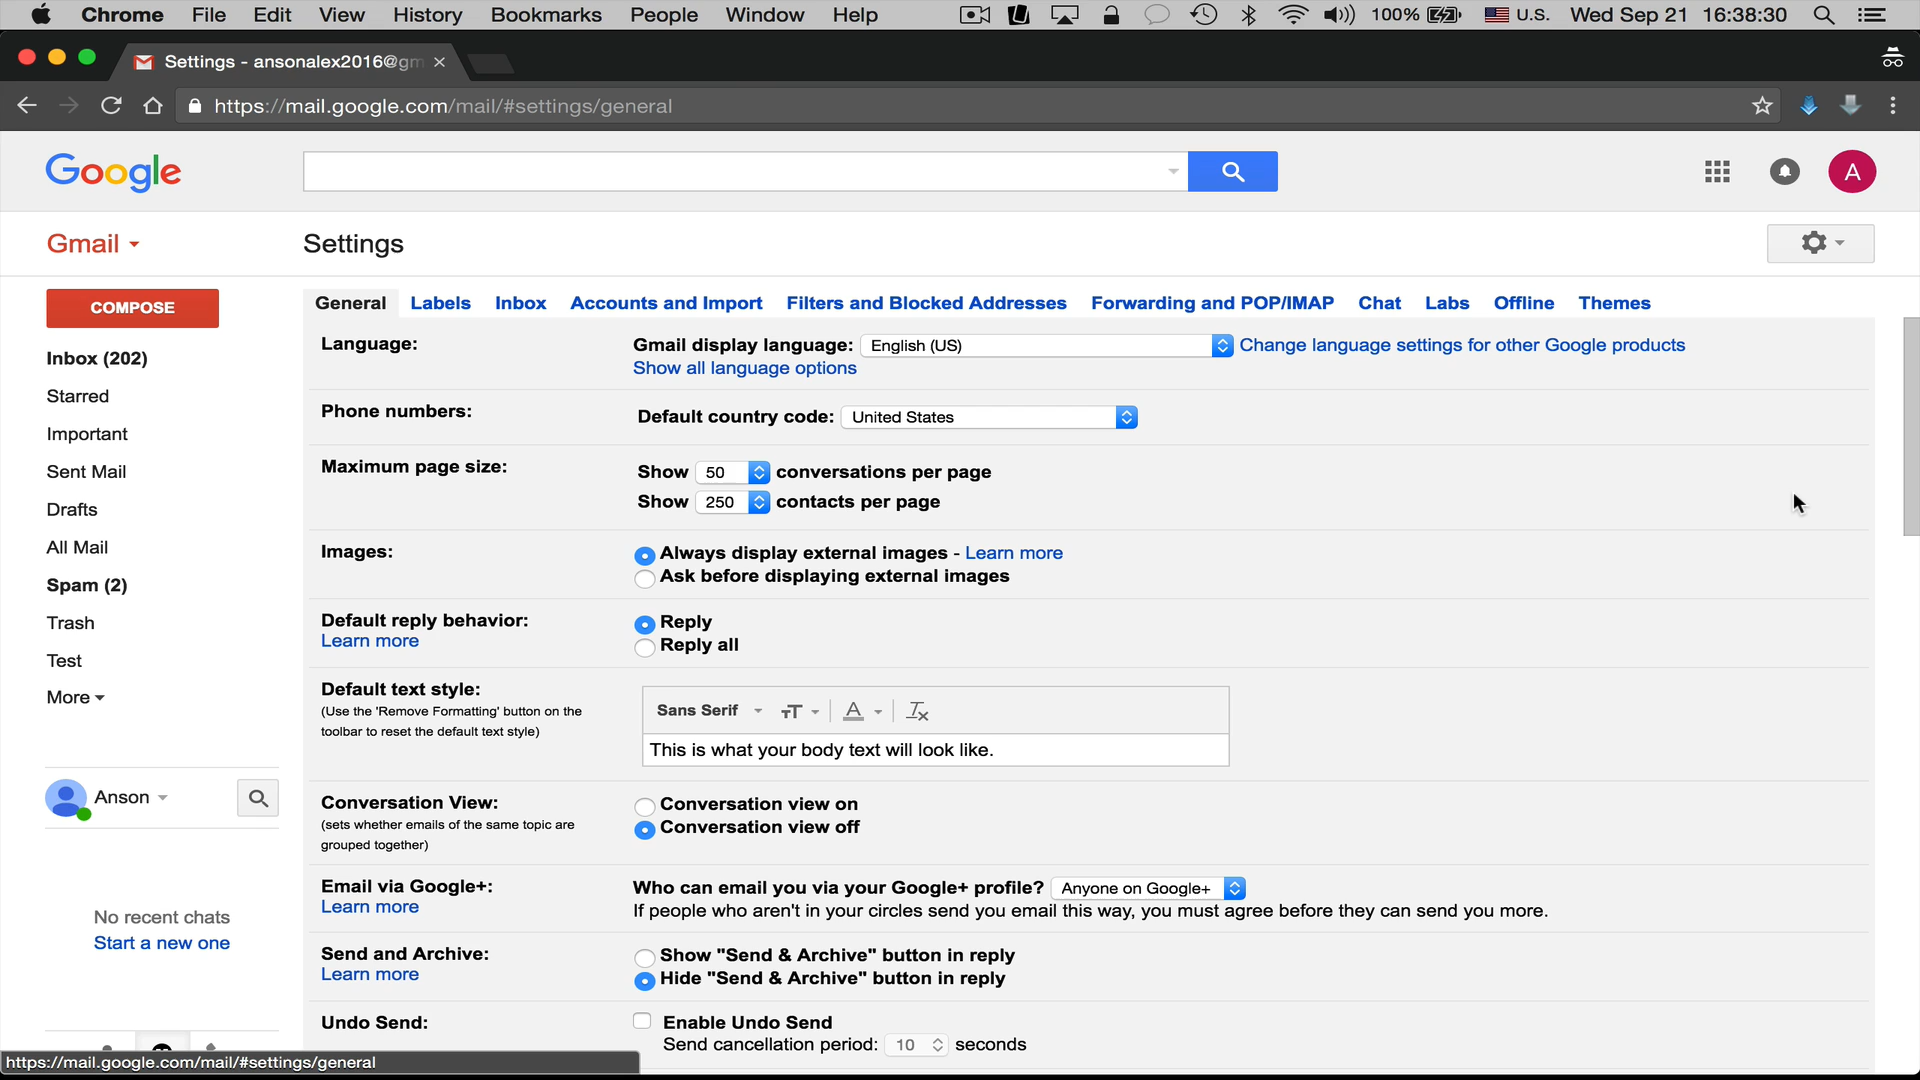 Chrome File Edit View History Bookmarks People Window Help 100% U.S. Wed Sep 21 16:38:30
Settings - ansonalex2016@gm
https://mail.google.com/mail/#settings/general
Google
A
Gmail
Settings
COMPOSE
Inbox (202)
Starred
Important
Sent Mail
Drafts
All Mail
Spam (2)
Trash
Test
More
Anson
No recent chats
Start a new one
General Labels Inbox Accounts and Import Filters and Blocked Addresses Forwarding and POP/IMAP Chat Labs Offline Themes
Language: Gmail display language: English (US) Change language settings for other Google products
Show all language options
Phone numbers: Default country code: United States
Maximum page size: Show 50 conversations per page
Show 250 contacts per page
Images: Always display external images - Learn more
Ask before displaying external images
Default reply behavior: Reply
Learn more Reply all
Default text style:
(Use the 'Remove Formatting' button on the
toolbar to reset the default text style)
Sans Serif
This is what your body text will look like.
Conversation View: Conversation view on
(sets whether emails of the same topic are
grouped together)
Conversation view off
Email via Google+: Who can email you via your Google+ profile? Anyone on Google+
Learn more If people who aren't in your circles send you email this way, you must agree before they can send you more.
Send and Archive: Show "Send & Archive" button in reply
Learn more Hide "Send & Archive" button in reply
Undo Send: Enable Undo Send
Send cancellation period: 10 seconds
https://mail.google.com/mail/#settings/general